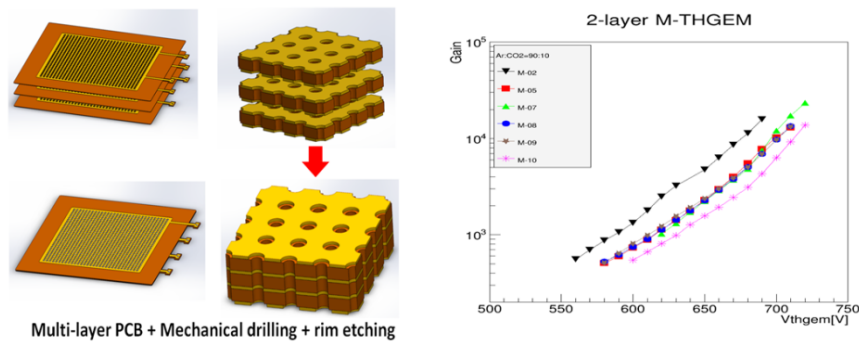 Multi-layer PCB + Mechanical drilling + rim etching
2-layer M-THGEM
Gain
10^5
10^4
10^3
Ar:CO2=90:10
M-02
M-05
M-07
M-08
M-09
M-10
500
550
600
650
700
750
Vthgem[V]